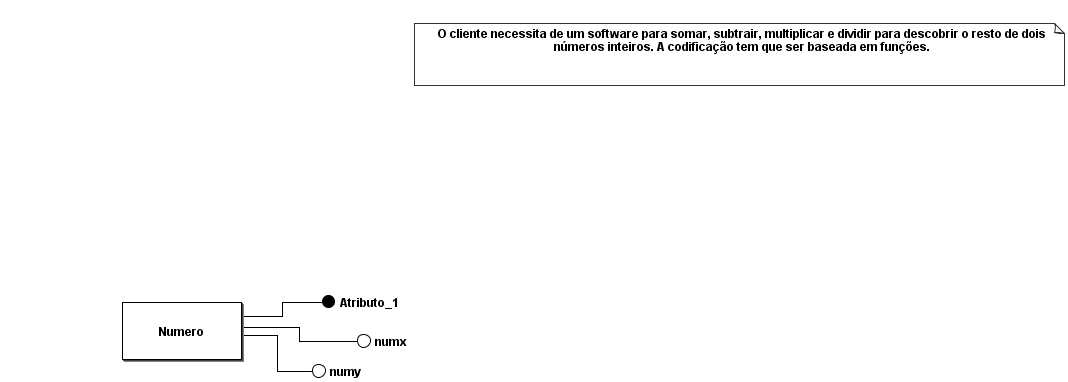 O cliente necessita de um software para somar, subtrair, multiplicar e dividir para descobrir o resto de dois
números inteiros. A codificação tem que ser baseada em funções.
Atributo_1
Numero
numx
numy